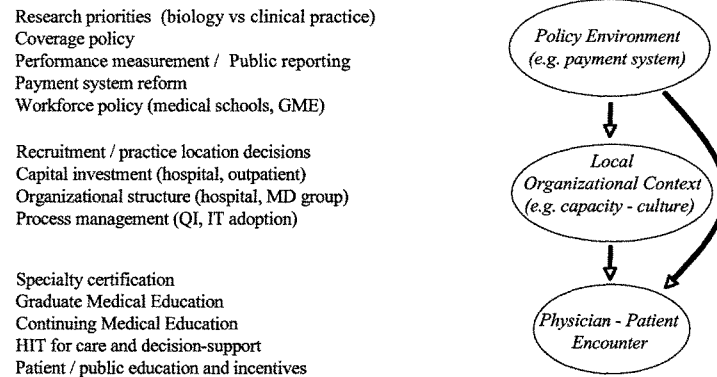 Research priorities (biology vs clinical practice)
Coverage policy
Performance measurement / Public reporting
Payment system reform
Workforce policy (medical schools, GME)
Policy Environment
(e.g. payment system)
Recruitment / practice location decisions
Capital investment (hospital, outpatient)
Organizational structure (hospital, MD group)
Process management (QI, IT adoption)
Local
Organizational Context
(e.g. capacity - culture)
Specialty certification
Graduate Medical Education
Continuing Medical Education
HIT for care and decision-support
Patient / public education and incentives
Physician - Patient
Encounter